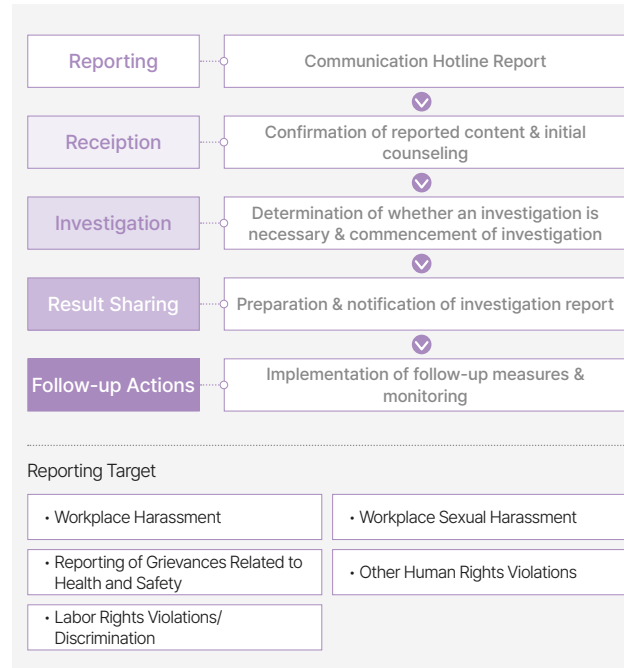 Reporting
Communication Hotline Report
Receiption
Confirmation of reported content & initial
counseling
Investigation
Determination of whether an investigation is
necessary & commencement of investigation
Result Sharing
Preparation & notification of investigation report
Follow-up Actions
Implementation of follow-up measures &
monitoring
Reporting Target
• Workplace Harassment
• Workplace Sexual Harassment
• Reporting of Grievances Related to
Health and Safety
• Other Human Rights Violations
• Labor Rights Violations/
Discrimination